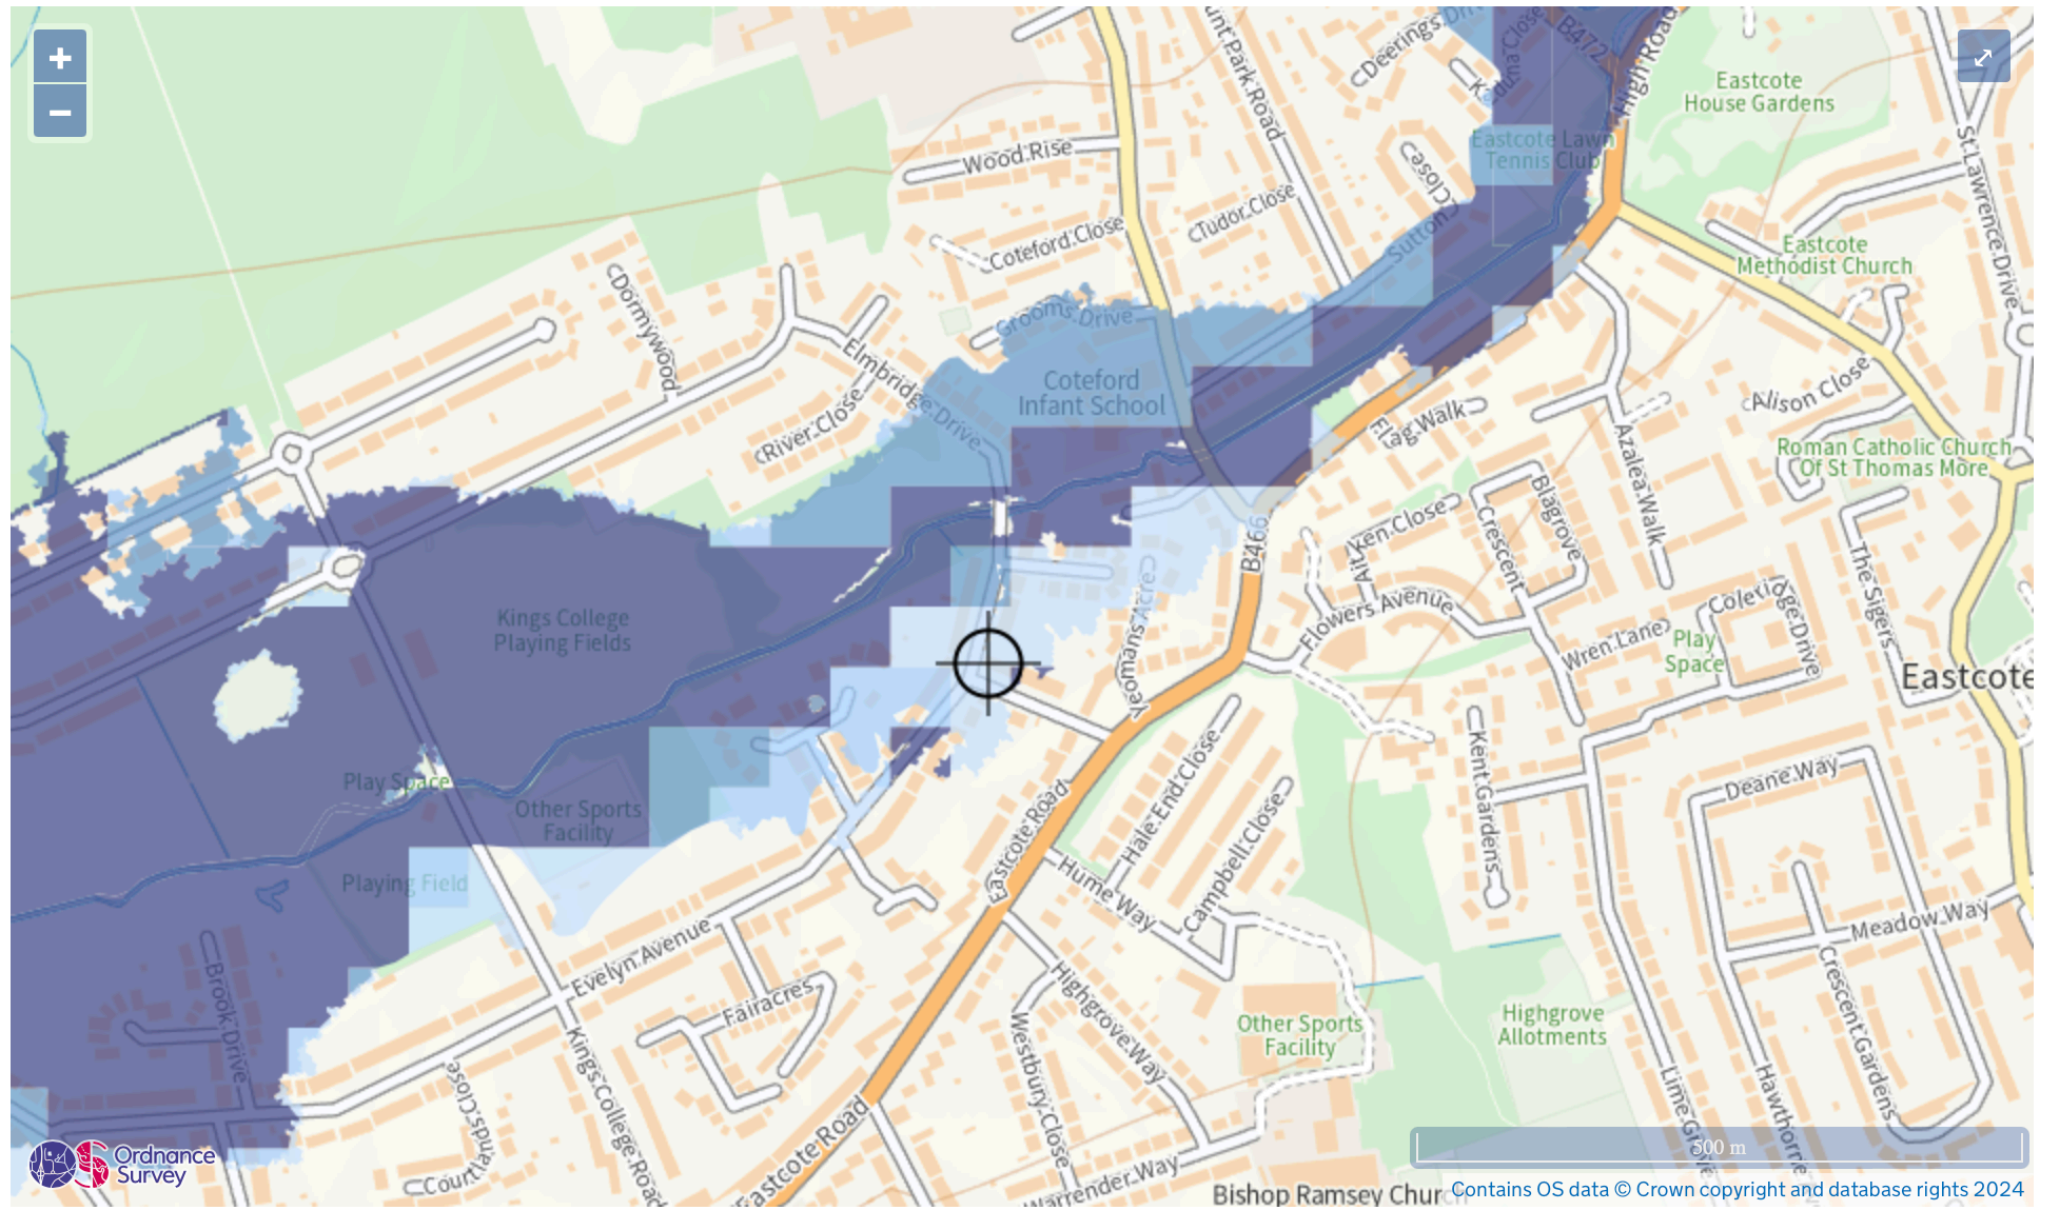 +
−
Deerings Drive
B472
High Road
Eastcote
House Gardens
Park Road
Wood Rise
Eastcote Lawn
Tennis Club
St Lawrence Drive
Close
Sutton Close
Tudor Close
Coteford Close
Eastcote
Methodist Church
Dormywood
Grooms Drive
Elmbridge Drive
Coteford
Infant School
River Close
Flag Walk
Alison Close
Azalea Walk
Roman Catholic Church
Of St Thomas More
Blagrove
Crescent
Aitken Close
B466
The Sigers
Kings College
Playing Fields
Yeomans Acre
Flowers Avenue
Coleridge Drive
Wren Lane
Play
Space
Eastcote
Play Space
Other Sports
Facility
Hale End Close
Kent Gardens
Deane Way
Eastcote Road
Campbell Close
Hume Way
Playing Field
Evelyn Avenue
Meadow Way
Fairacres
Brook Drive
Highgrove Way
Westbury Close
Crescent Gardens
Other Sports
Facility
Highgrove
Allotments
Kings College Road
Courtlands Close
Lime Grove
Hawthorne
Eastcote Road
Warrender Way
Ordnance
Survey
500 m
Bishop Ramsey Church
Contains OS data © Crown copyright and database rights 2024